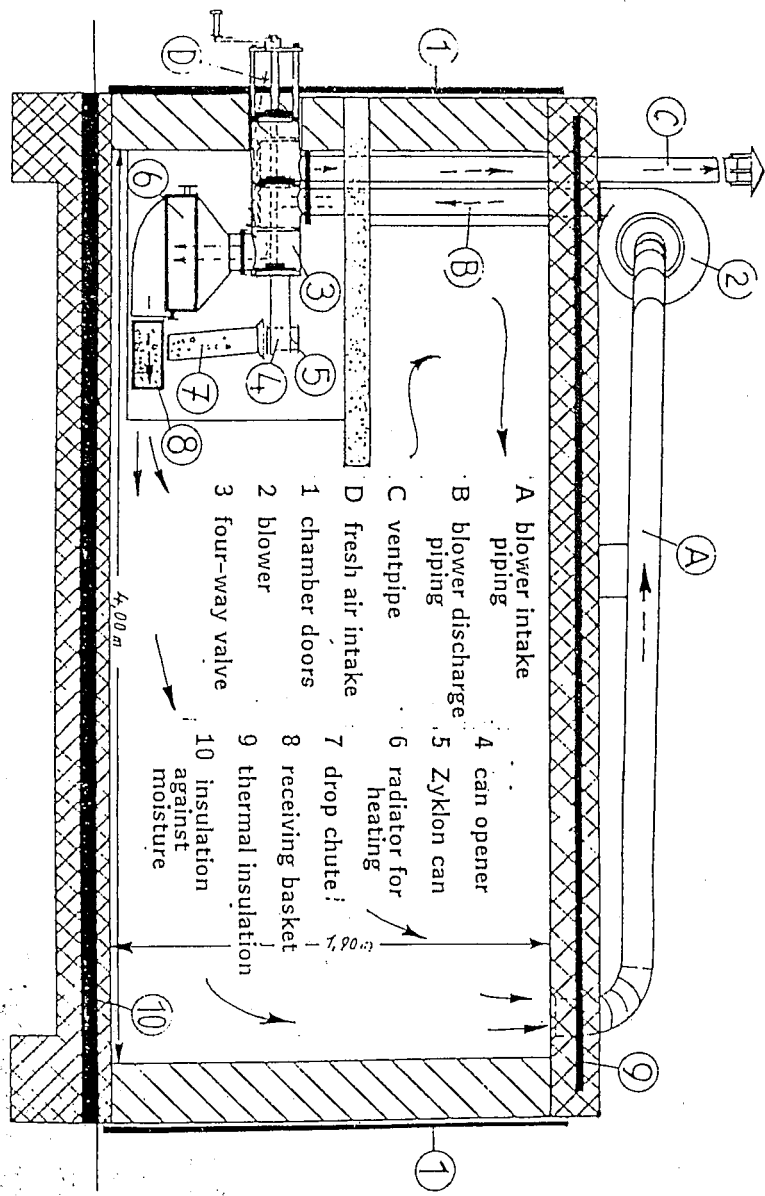 A blower intake
piping
B blower discharge
piping
C ventpipe
D fresh air intake
1 chamber doors
2 blower
3 four-way valve
4 can opener
5 Zyklon can
6 radiator for
heating
7 drop chute
8 receiving basket
9 thermal insulation
10 insulation
against
moisture
A
B
C
D
1
1
2
3
4
5
6
7
8
9
10
4,00 m
1,90 m